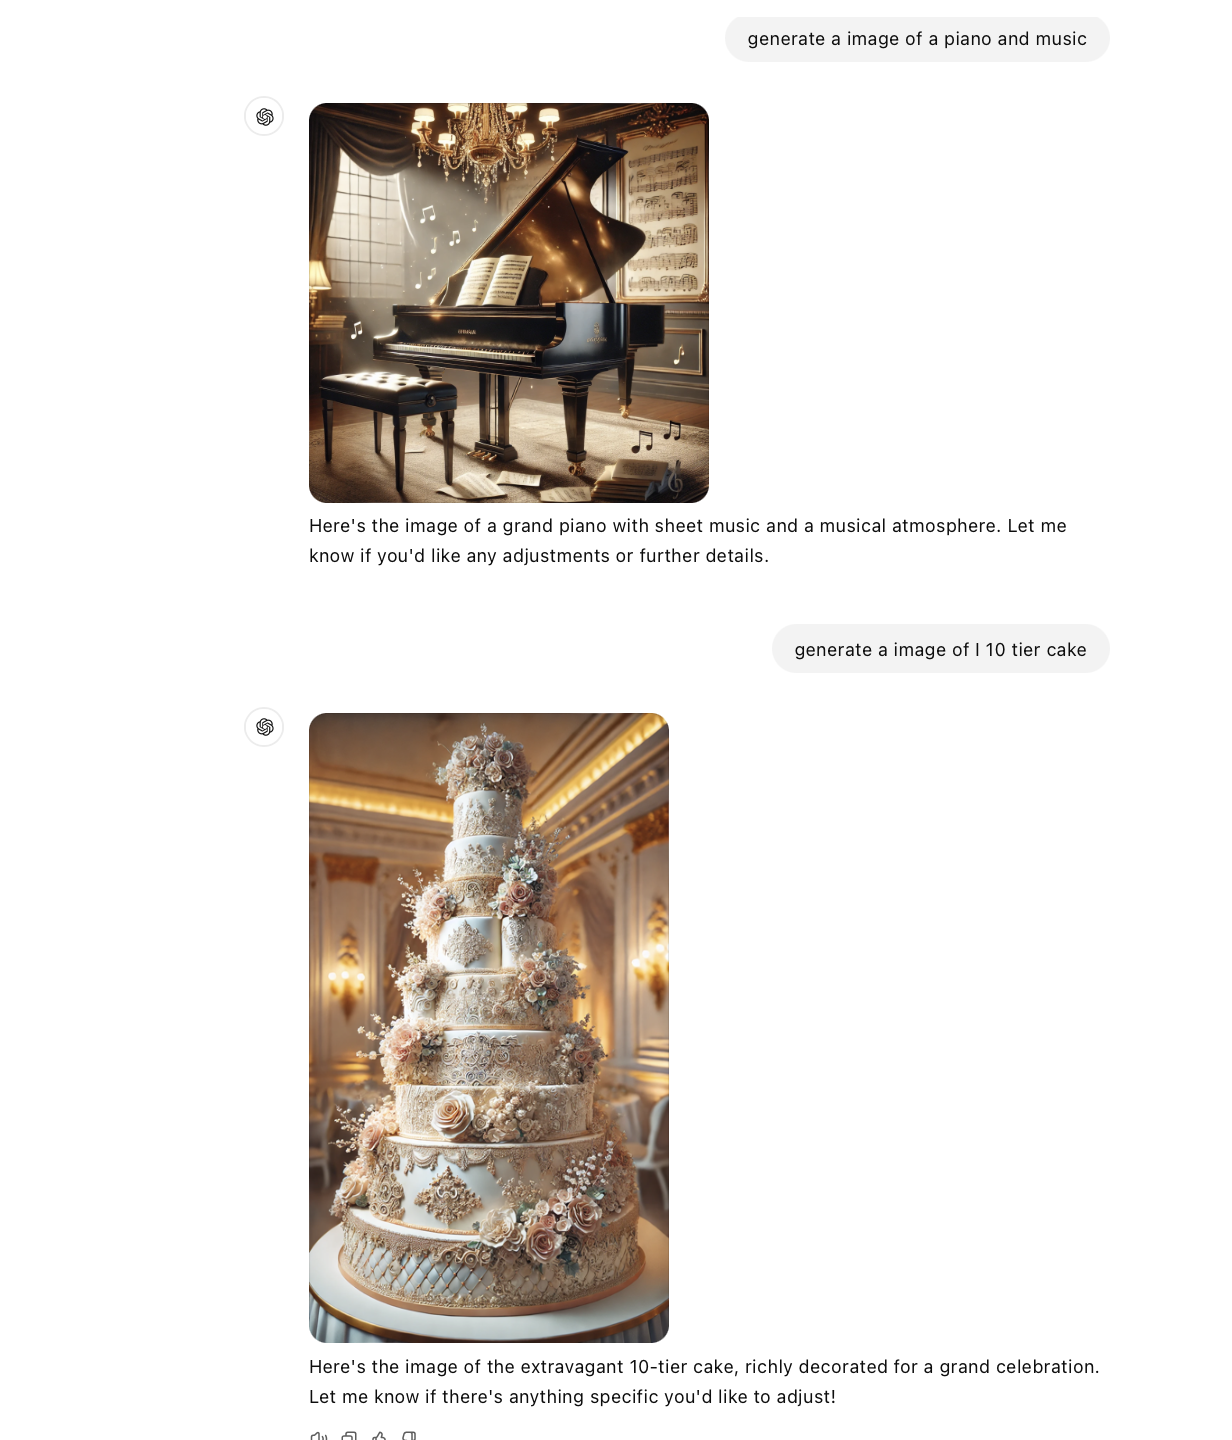 generate a image of a piano and music
Here's the image of a grand piano with sheet music and a musical atmosphere. Let me
know if you'd like any adjustments or further details.
generate a image of I 10 tier cake
Here's the image of the extravagant 10-tier cake, richly decorated for a grand celebration.
Let me know if there's anything specific you'd like to adjust!